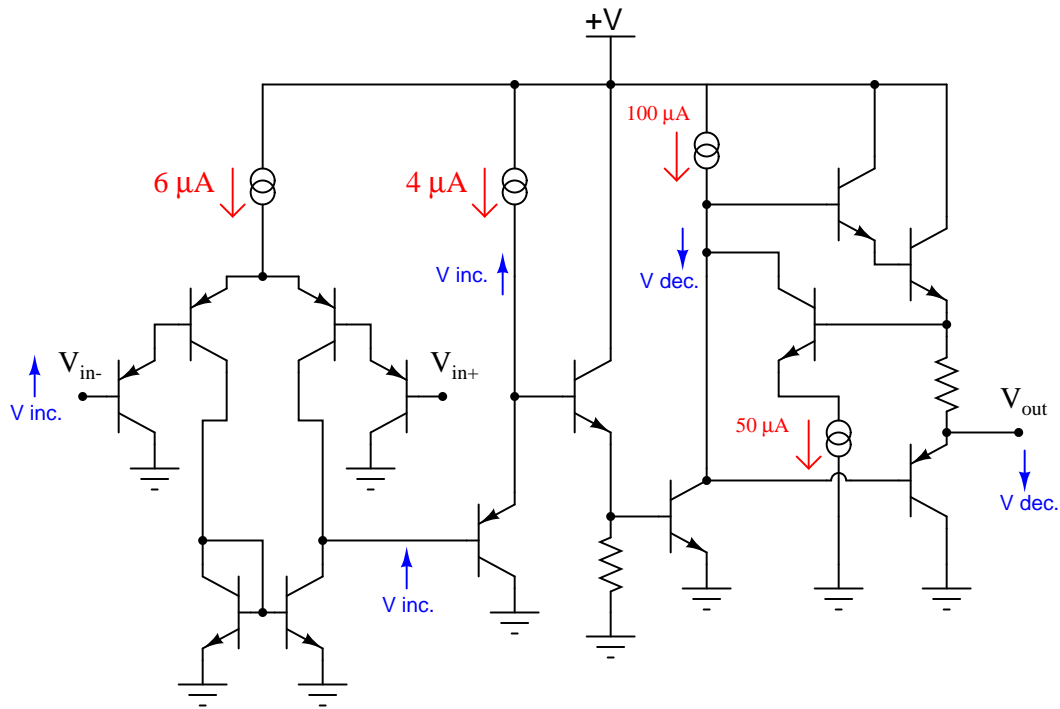 +V
100 μA
6 μA
4 μA
V inc.
V dec.
Vin-
Vin+
V inc.
50 μA
Vout
V dec.
V inc.